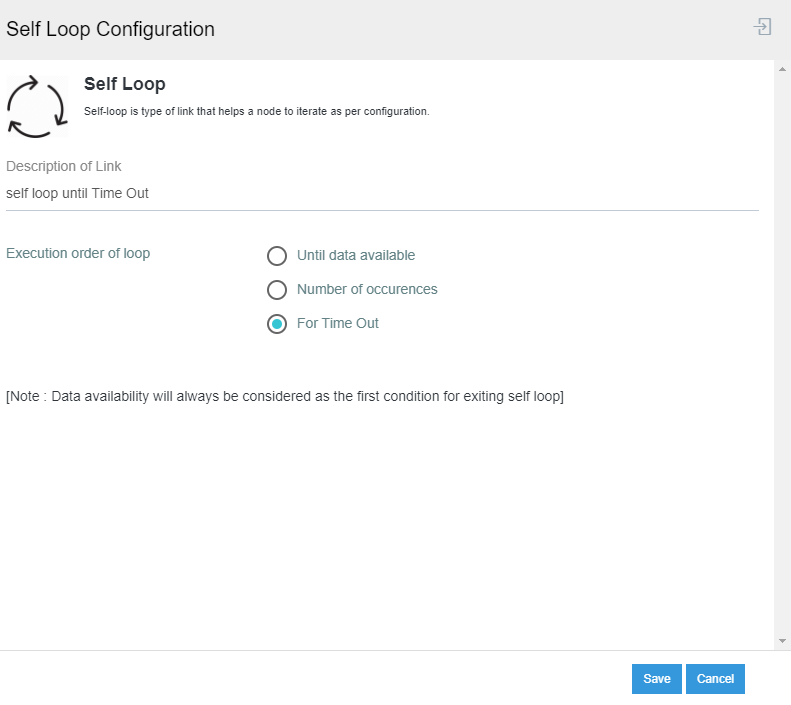 Self Loop Configuration
Self Loop
Self-loop is type of link that helps a node to iterate as per configuration.
Description of Link
self loop until Time Out
Execution order of loop
Until data available
Number of occurences
For Time Out
[Note : Data availability will always be considered as the first condition for exiting self loop]
Save
Cancel